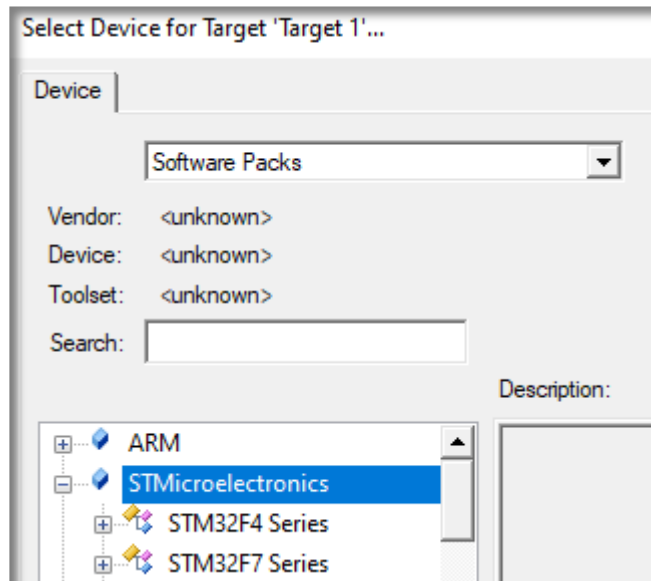 Select Device for Target 'Target 1'...
Device
Software Packs
Vendor: <unknown>
Device: <unknown>
Toolset: <unknown>
Search:
Description:
ARM
STMicroelectronics
STM32F4 Series
STM32F7 Series